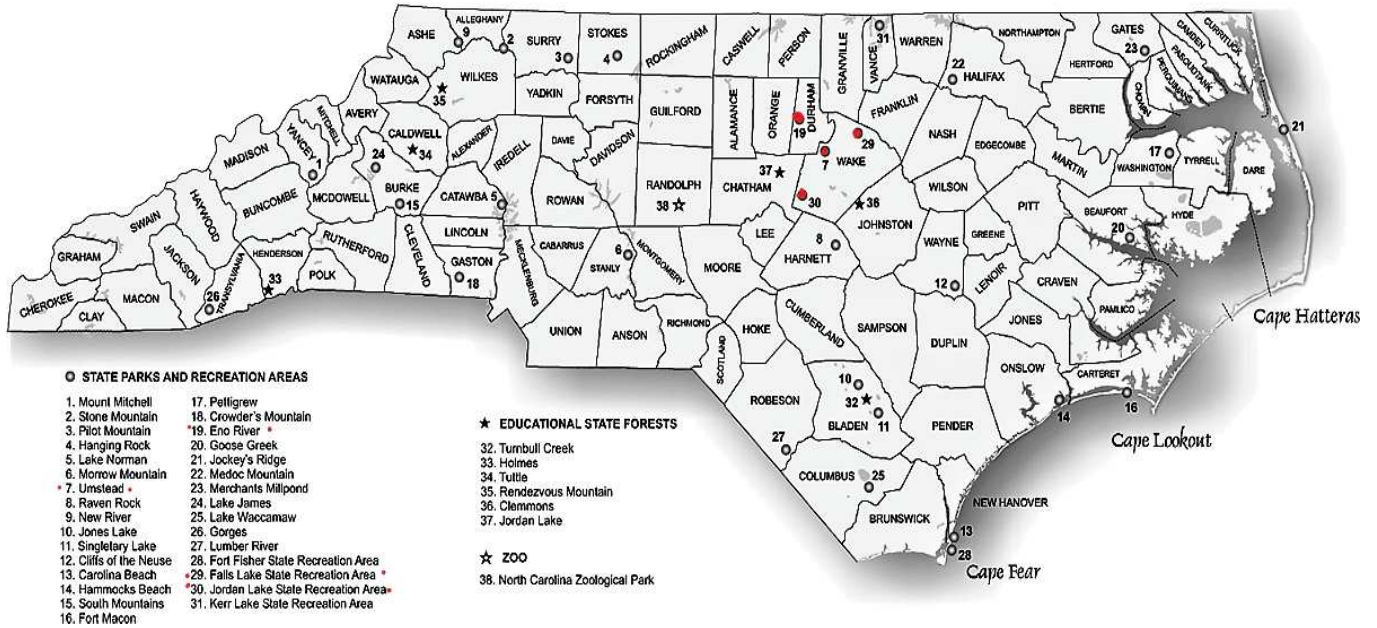 ALLEGHANY
ASHE
9
2
SURRY
3
STOKES
4
ROCKINGHAM
CASWELL
PERSON
GRANVILLE
VANCE
31
WARREN
NORTHAMPTON
GATES
23
CAMDEN
CURRITUCK
PASQUOTANK
PERQUIMANS
CHOWAN
HERTFORD
22
HALIFAX
BERTIE
WATAUGA
WILKES
35
YADKIN
FORSYTH
GUILFORD
ALAMANCE
ORANGE
DURHAM
19
FRANKLIN
29
NASH
EDGECOMBE
MARTIN
21
AVERY
MITCHELL
YANCEY
1
CALDWELL
34
ALEXANDER
IREDELL
DAVIE
DAVIDSON
MADISON
24
BURKE
15
MCDOWELL
CATAWBA 5
ROWAN
RANDOLPH
38
CHATHAM
37
7
WAKE
30
36
JOHNSTON
WILSON
PITT
WASHINGTON
17
TYRRELL
DARE
BEAUFORT
20
HYDE
BUNCOMBE
HAYWOOD
SWAIN
GRAHAM
JACKSON
CHEROKEE
CLAY
MACON
26
TRANSYLVANIA
HENDERSON
33
POLK
RUTHERFORD
CLEVELAND
LINCOLN
GASTON
18
MECKLENBURG
CABARRUS
STANLY
6
MONTGOMERY
MOORE
LEE
8
HARNETT
WAYNE
12
GREENE
LENOIR
CRAVEN
PAMLICO
JONES
UNION
ANSON
RICHMOND
SCOTLAND
HOKE
CUMBERLAND
SAMPSON
DUPLIN
ONSLOW
CARTERET
14
16
Cape Hatteras
Cape Lookout
ROBESON
10
32
BLADEN
11
PENDER
27
COLUMBUS
25
BRUNSWICK
NEW HANOVER
13
28
Cape Fear
STATE PARKS AND RECREATION AREAS
1. Mount Mitchell
2. Stone Mountain
3. Pilot Mountain
4. Hanging Rock
5. Lake Norman
6. Morrow Mountain
7. Umstead
8. Raven Rock
9. New River
10. Jones Lake
11. Singletary Lake
12. Cliffs of the Neuse
13. Carolina Beach
14. Hammocks Beach
15. South Mountains
16. Fort Macon
17. Pettigrew
18. Crowder's Mountain
19. Eno River
20. Goose Greek
21. Jockey's Ridge
22. Medoc Mountain
23. Merchants Millpond
24. Lake James
25. Lake Waccamaw
26. Gorges
27. Lumber River
28. Fort Fisher State Recreation Area
29. Falls Lake State Recreation Area
30. Jordan Lake State Recreation Area
31. Kerr Lake State Recreation Area
EDUCATIONAL STATE FORESTS
32. Turnbull Creek
33. Holmes
34. Tuttle
35. Rendezvous Mountain
36. Clemmons
37. Jordan Lake
ZOO
38. North Carolina Zoological Park